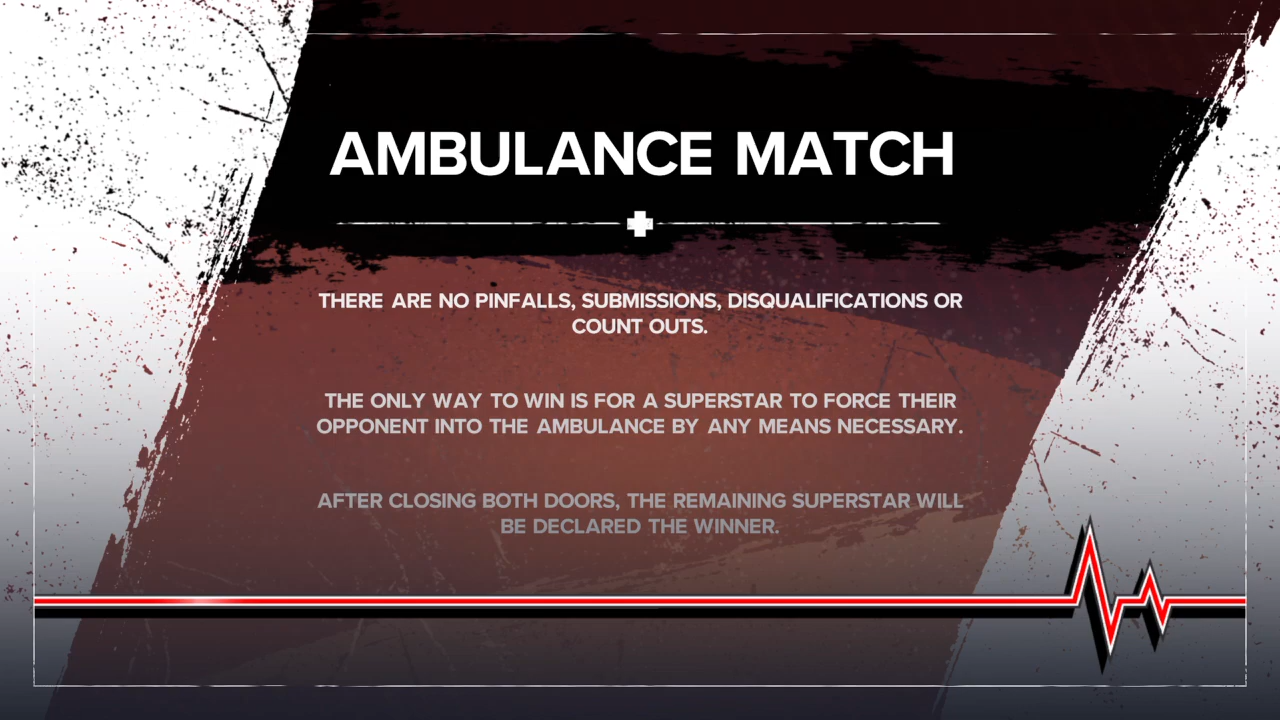 AMBULANCE MATCH
THERE ARE NO PINFALLS, SUBMISSIONS, DISQUALIFICATIONS OR
COUNT OUTS.
THE ONLY WAY TO WIN IS FOR A SUPERSTAR TO FORCE THEIR
OPPONENT INTO THE AMBULANCE BY ANY MEANS NECESSARY.
AFTER CLOSING BOTH DOORS, THE REMAINING SUPERSTAR WILL
BE DECLARED THE WINNER.